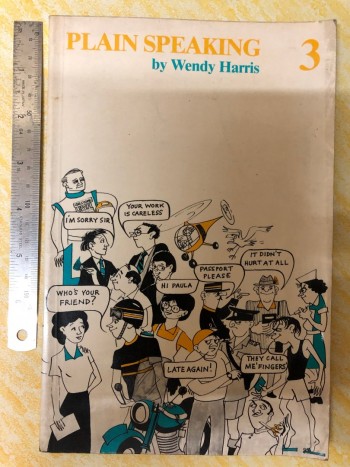 PLAIN SPEAKING
by Wendy Harris
3
I'M SORRY SIR
YOUR WORK
IS CARELESS
IT DIDN'T
HURT AT ALL
PASSPORT
PLEASE
HI PAULA
WHO'S YOUR
FRIEND?
LATE AGAIN!
THEY CALL
ME 'FINGERS'